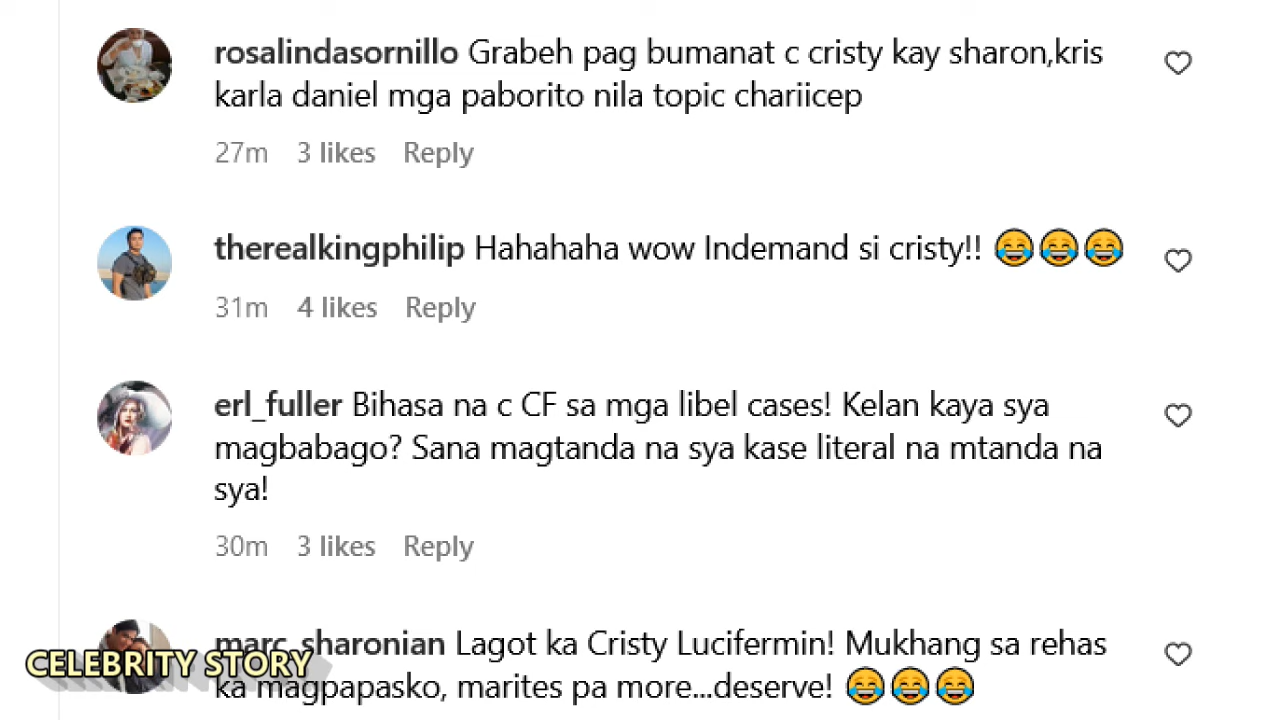 rosalindasornillo Grabeh pag bumanat c cristy kay sharon,kris
karla daniel mga paborito nila topic chariicep
27m 3 likes Reply
therealkingphilip Hahahaha wow Indemand si cristy!! 😂😂😂
31m 4 likes Reply
erl_fuller Bihasa na c CF sa mga libel cases! Kelan kaya sya
magbabago? Sana magtanda na sya kase literal na mtanda na
sya!
30m 3 likes Reply
marc_sharonian Lagot ka Cristy Lucifermin! Mukhang sa rehas
CELEBRITY STORY
ka magpapasko, marites pa more...deserve! 😂😂😂